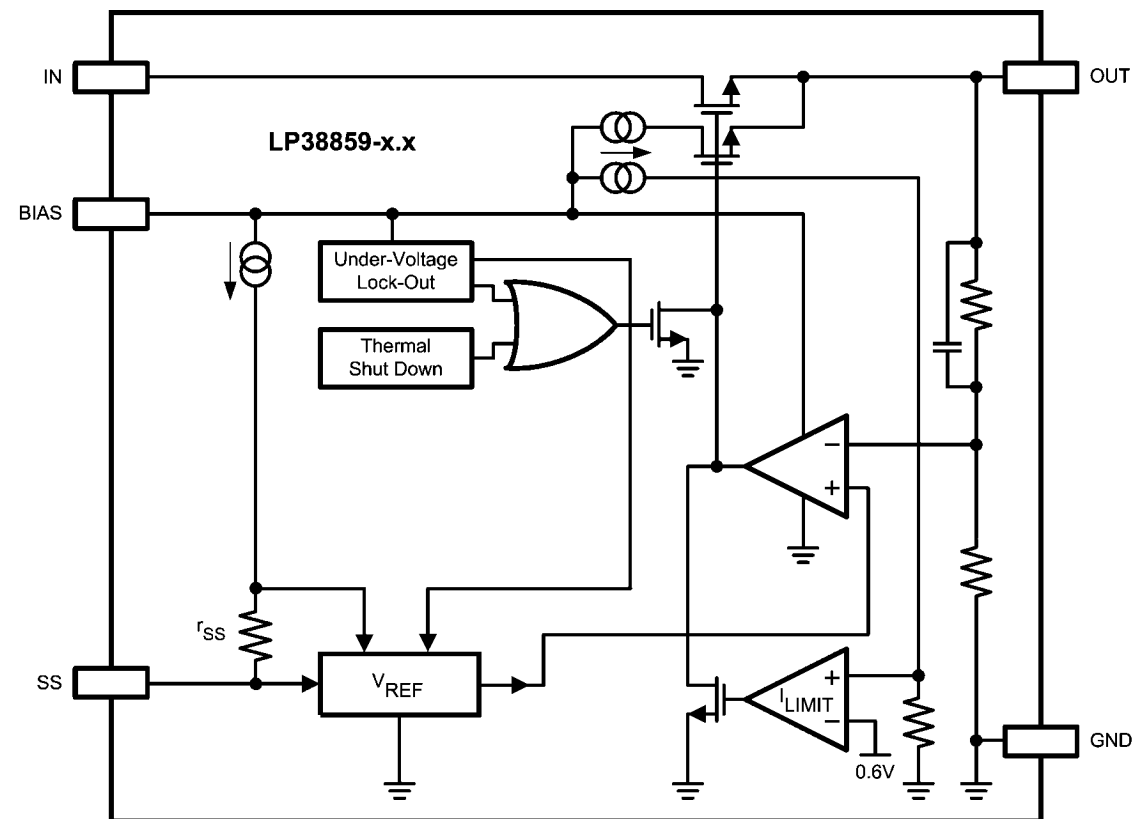 IN
OUT
LP38859-x.x
BIAS
Under-Voltage
Lock-Out
Thermal
Shut Down
−
+
rSS
SS
VREF
+
ILIMIT
−
0.6V
GND